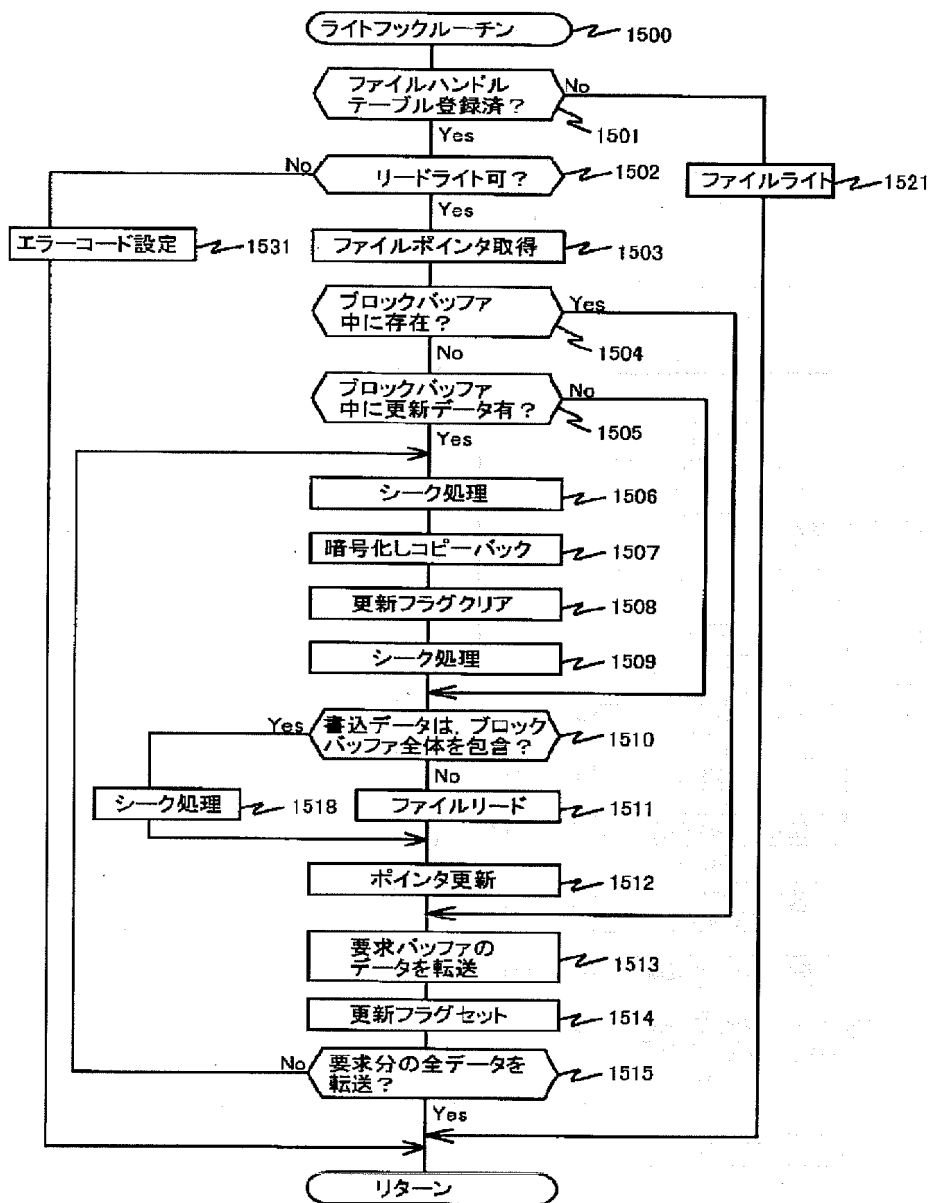 ライトフックルーチン 1500
ファイルハンドル
テーブル登録済？
No
1501
Yes
No
リードライト可？ 1502
ファイルライト 1521
Yes
エラーコード設定 1531
ファイルポインタ取得 1503
ブロックバッファ
中に存在？
Yes
1504
No
ブロックバッファ
中に更新データ有？
No
1505
Yes
シーク処理 1506
暗号化しコピーバック 1507
更新フラグクリア 1508
シーク処理 1509
Yes
書込データは，ブロック
バッファ全体を包含？
1510
No
シーク処理 1518
ファイルリード 1511
ポインタ更新 1512
要求バッファの
データを転送
1513
更新フラグセット 1514
No
要求分の全データを
転送？
1515
Yes
リターン